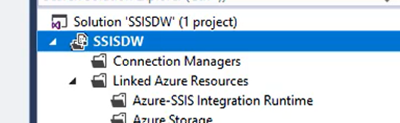 Solution 'SSISDW' (1 project)
SSISDW
Connection Managers
Linked Azure Resources
Azure-SSIS Integration Runtime
Azure Storage